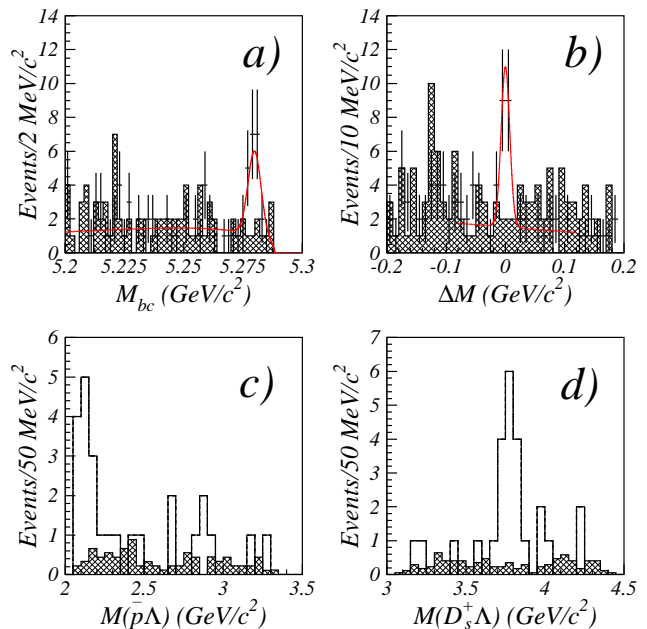 a)
Events/2 MeV/c²
14
12
10
8
6
4
2
0
5.2 5.225 5.25 5.275 5.3
M_bc (GeV/c²)
b)
Events/10 MeV/c²
14
12
10
8
6
4
2
0
-0.2 -0.1 0 0.1 0.2
ΔM (GeV/c²)
c)
Events/50 MeV/c²
6
5
4
3
2
1
0
2 2.5 3 3.5
M(p̄Λ) (GeV/c²)
d)
Events/50 MeV/c²
7
6
5
4
3
2
1
0
3 3.5 4 4.5
M(D_s⁺Λ) (GeV/c²)